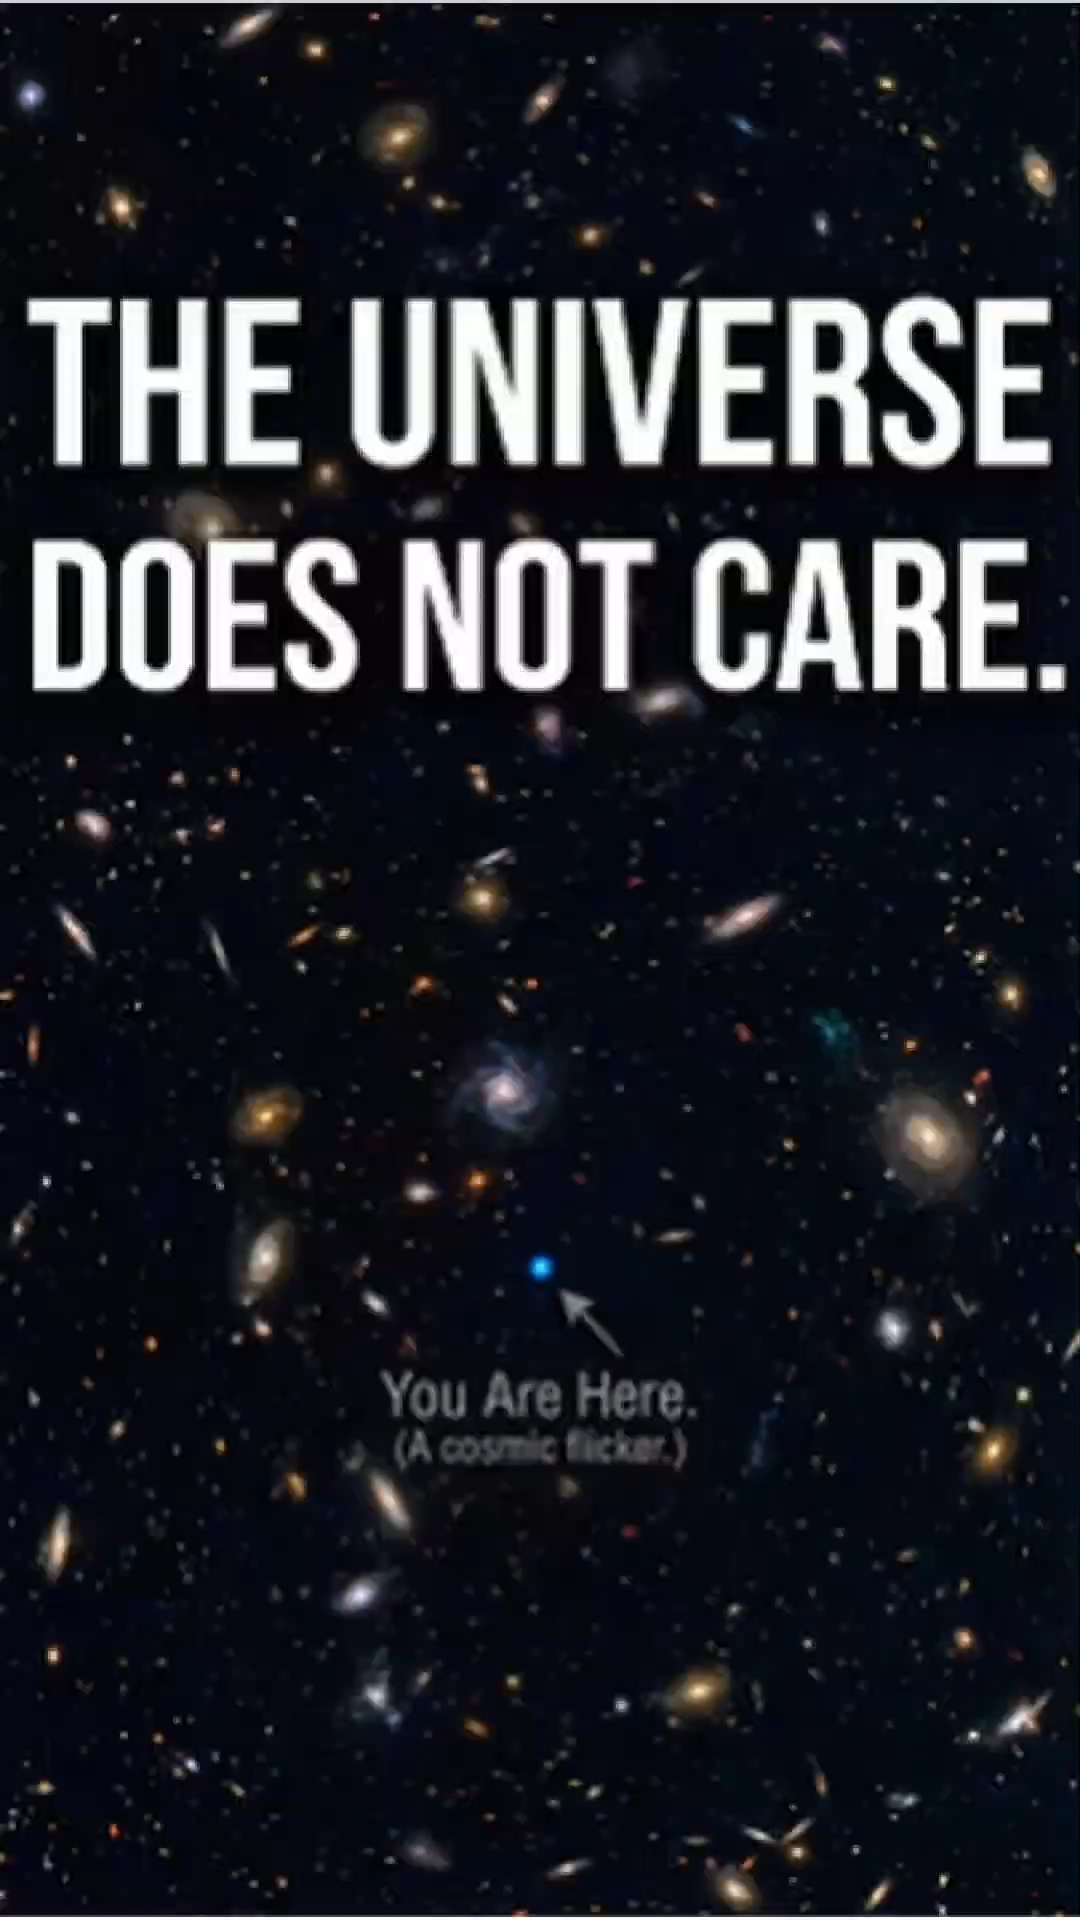 THE UNIVERSE
DOES NOT CARE.
You Are Here.
(A cosmic flicker.)